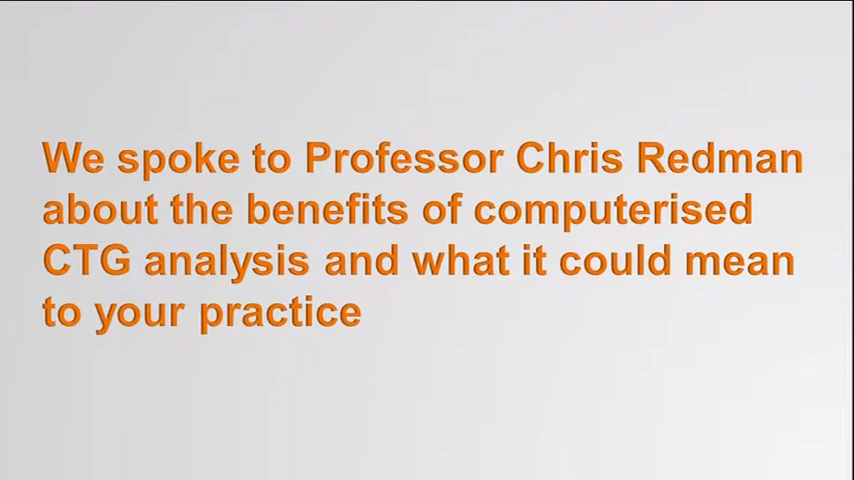 We spoke to Professor Chris Redman
about the benefits of computerised
CTG analysis and what it could mean
to your practice